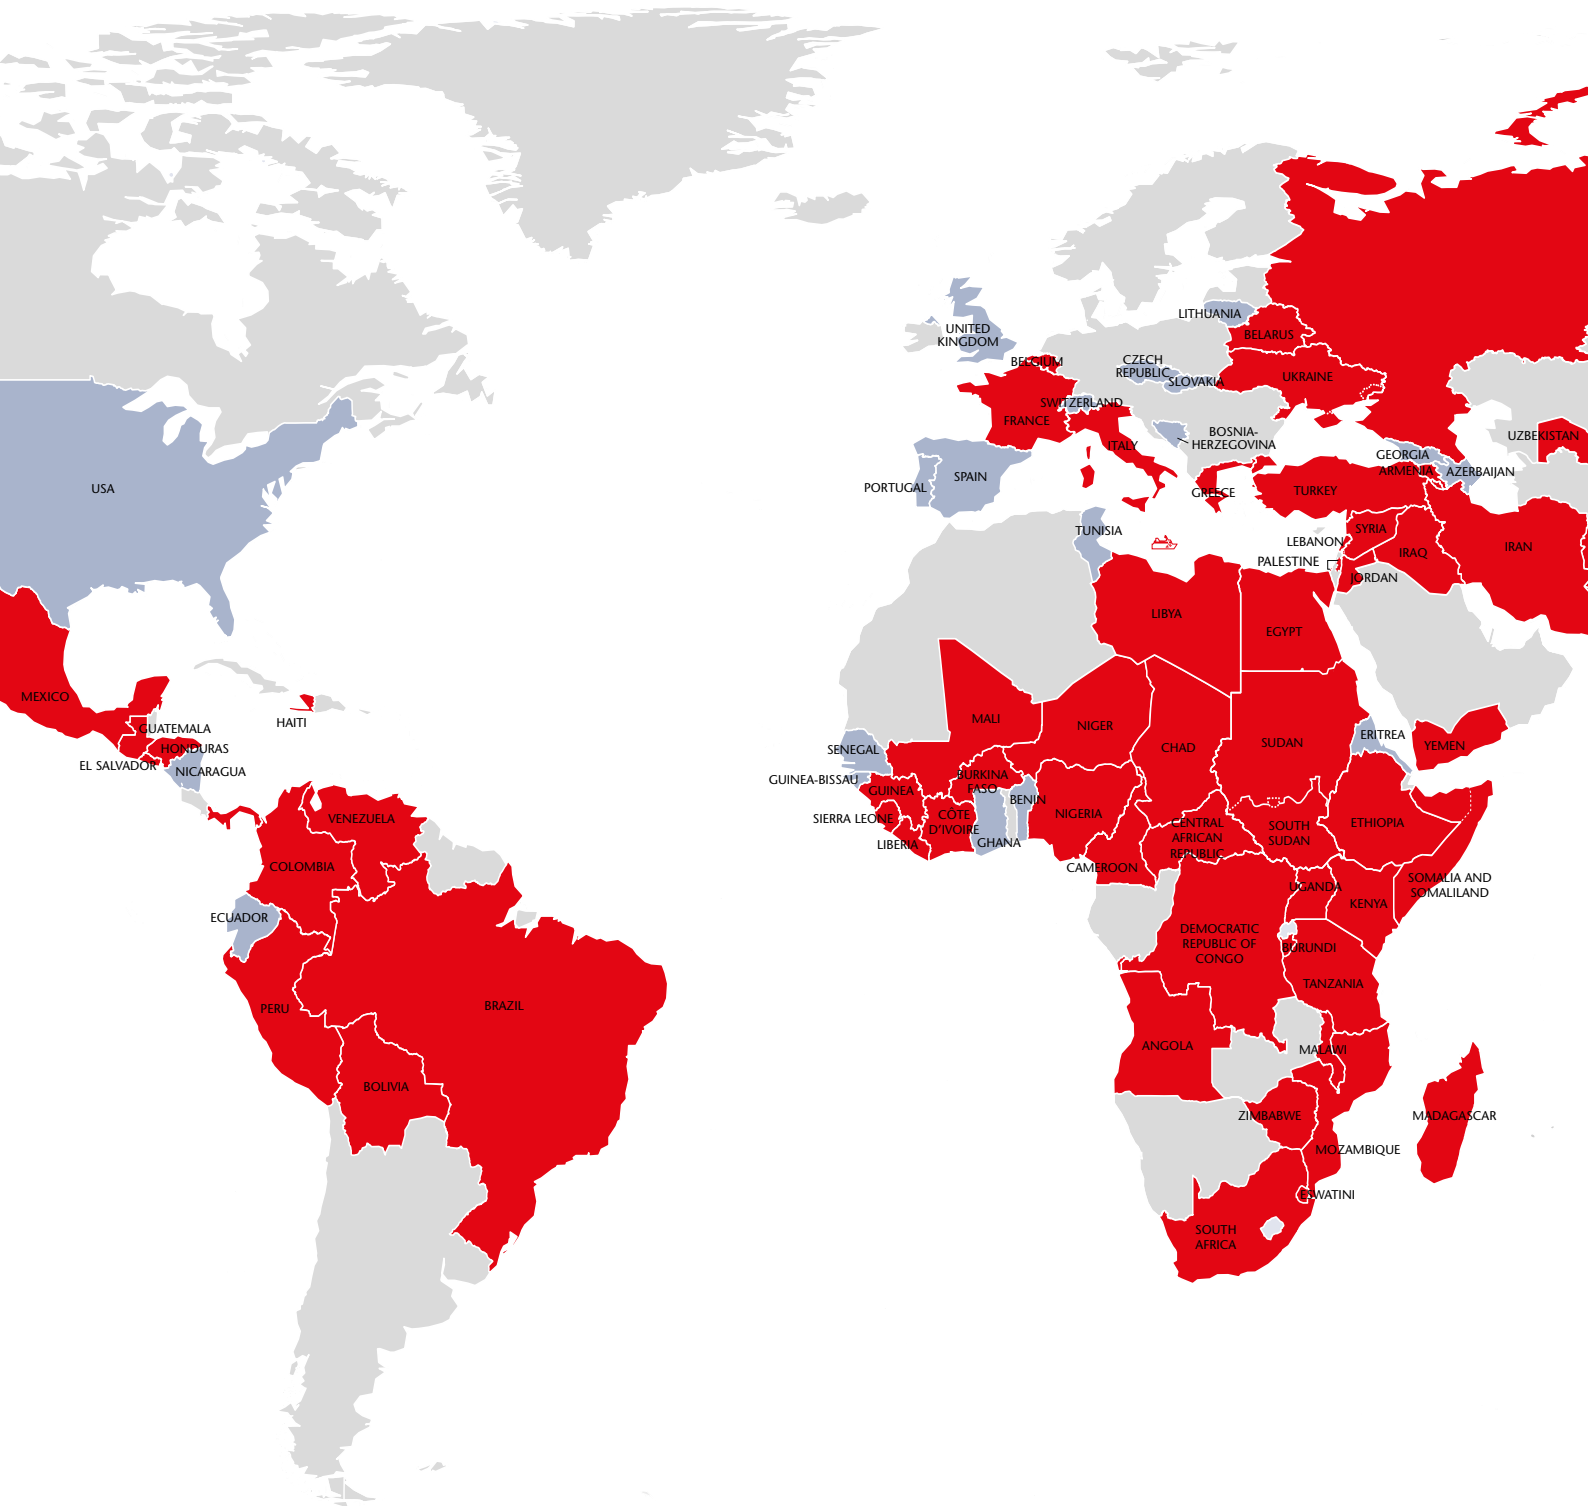 UNITED
KINGDOM
LITHUANIA
BELARUS
BELGIUM
CZECH
REPUBLIC
SLOVAKIA
UKRAINE
SWITZERLAND
FRANCE
ITALY
BOSNIA-
HERZEGOVINA
UZBEKISTAN
GEORGIA
ARMENIA
AZERBAIJAN
USA
PORTUGAL
SPAIN
GREECE
TURKEY
TUNISIA
LEBANON
SYRIA
IRAQ
IRAN
PALESTINE
JORDAN
LIBYA
EGYPT
MEXICO
GUATEMALA
HAITI
HONDURAS
EL SALVADOR
NICARAGUA
MALI
NIGER
CHAD
SUDAN
ERITREA
YEMEN
SENEGAL
GUINEA-BISSAU
GUINEA
BURKINA
FASO
BENIN
SIERRA LEONE
CÔTE
D'IVOIRE
LIBERIA
GHANA
NIGERIA
CENTRAL
AFRICAN
REPUBLIC
SOUTH
SUDAN
ETHIOPIA
VENEZUELA
COLOMBIA
CAMEROON
UGANDA
SOMALIA AND
SOMALILAND
KENYA
ECUADOR
DEMOCRATIC
REPUBLIC OF
CONGO
BURUNDI
TANZANIA
PERU
BRAZIL
ANGOLA
MALAWI
BOLIVIA
ZIMBABWE
MADAGASCAR
MOZAMBIQUE
ESWATINI
SOUTH
AFRICA